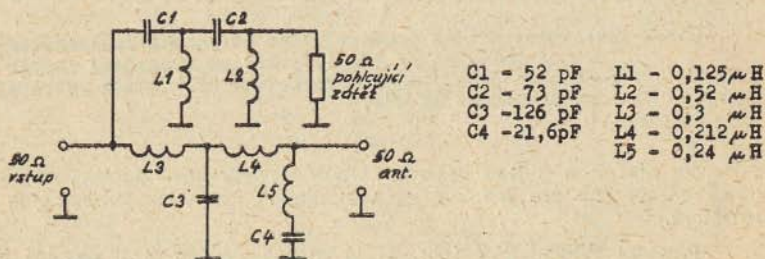 C1 C2
L1 L2
50 Ω
pohlcující
zátěž
50 Ω
vstup
L3 L4
50 Ω
ant.
C3
L5
C4
C1 - 52 pF L1 - 0,125 μH
C2 - 73 pF L2 - 0,52 μH
C3 -126 pF L3 - 0,3 μH
C4 -21,6pF L4 - 0,212μH
L5 - 0,24 μH